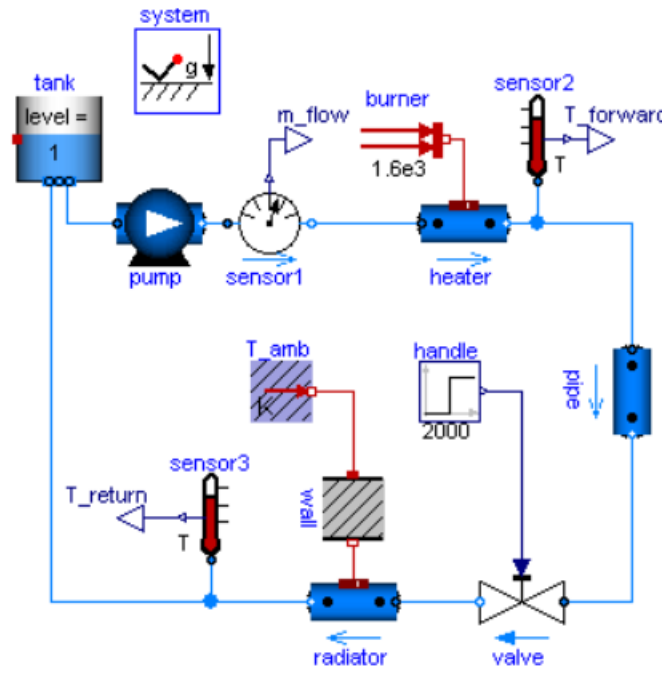 system
tank
g
level =
1
burner
sensor2
m_flow
T_forward
1.6e3
T
pump
sensor1
heater
T_amb
handle
K
pipe
2000
sensor3
T_return
wall
T
radiator
valve